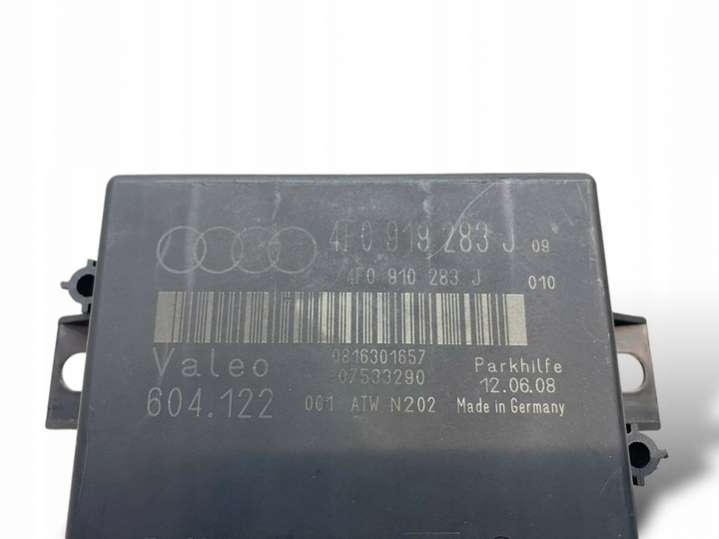 4F0 919 283 J 09
4F0 910 283 J 010
0816301657
Valeo 07533290 Parkhilfe
12.06.08
604.122 001 ATW N202 Made in Germany